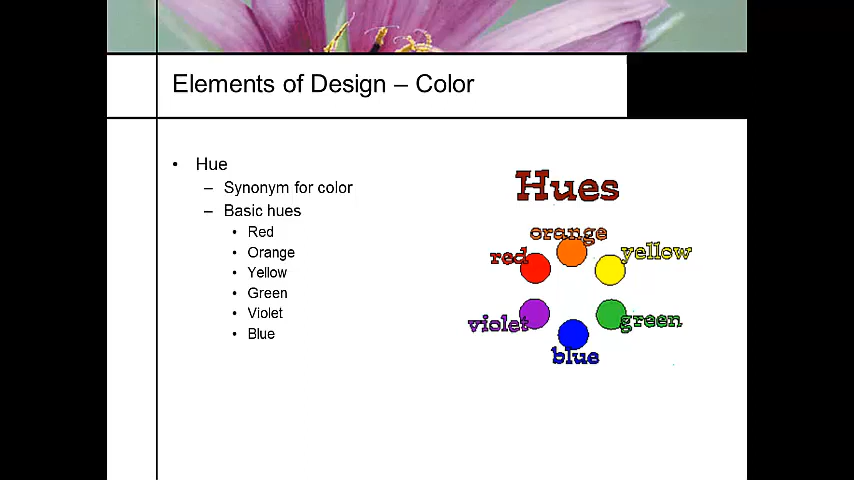 Elements of Design – Color
• Hue
– Synonym for color
– Basic hues
• Red
• Orange
• Yellow
• Green
• Violet
• Blue
Hues
orange
red
yellow
violet
green
blue